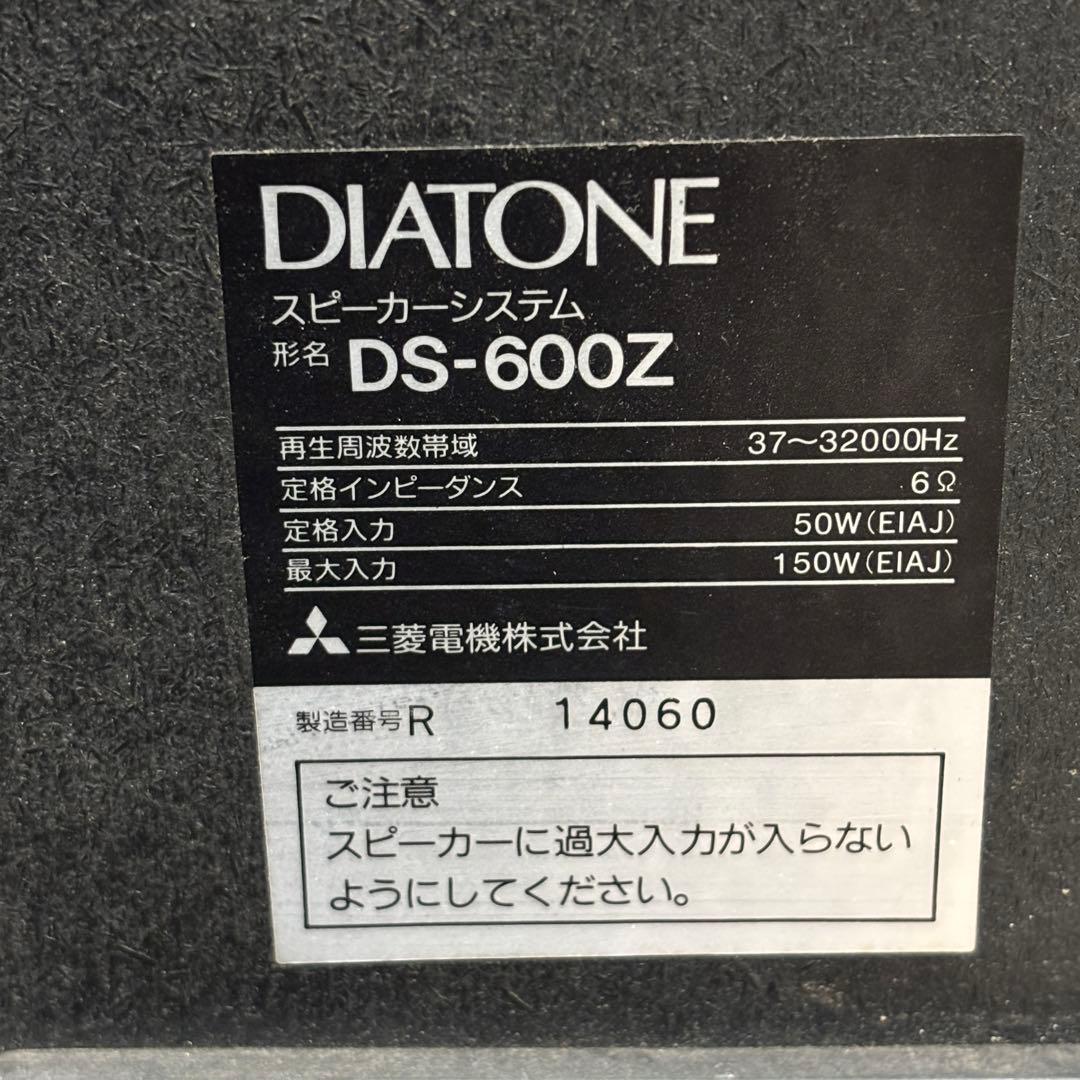 DIATONE
スピーカーシステム
形名 DS-600Z
再生周波数帯域 37〜32000Hz
定格インピーダンス 6Ω
定格入力 50W(EIAJ)
最大入力 150W(EIAJ)
三菱電機株式会社
製造番号 R 14060
ご注意
スピーカーに過大入力が入らない
ようにしてください。